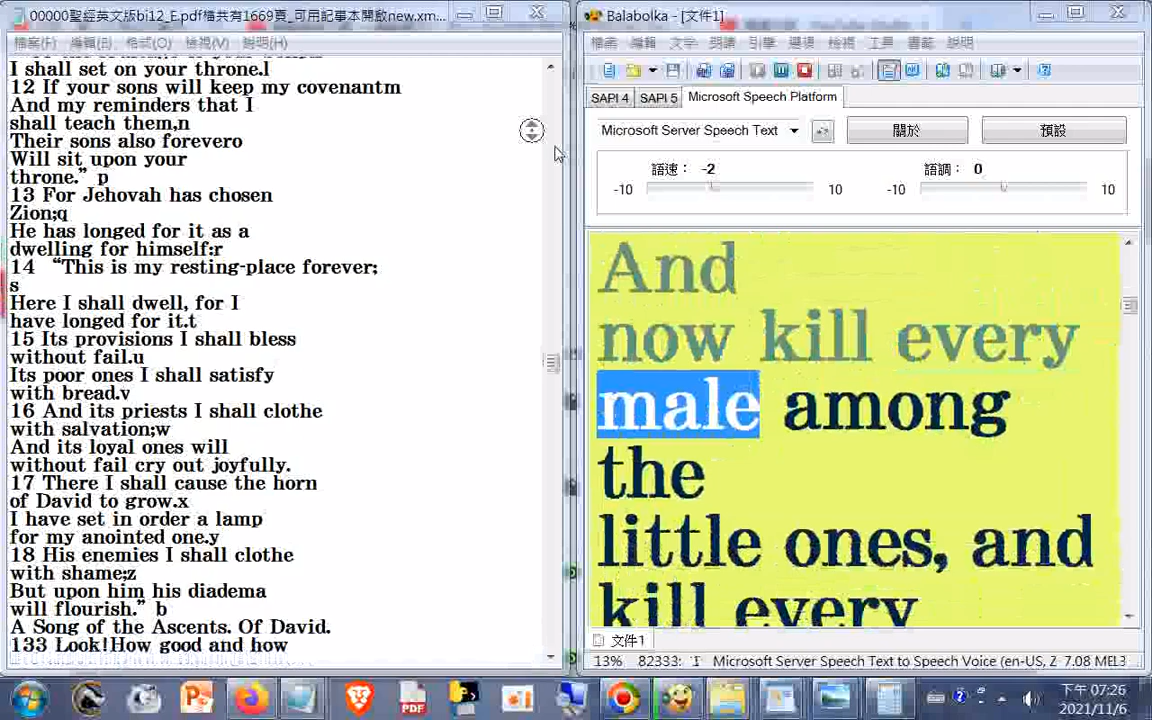 00000聖經英文版bi12_E.pdf檔共有1669頁_可用記事本開啟new.xm...
檔案(F) 編輯(E) 格式(O) 檢視(V) 說明(H)
I shall set on your throne.l
12 If your sons will keep my covenantm
And my reminders that I
shall teach them,n
Their sons also forevero
Will sit upon your
throne.” p
13 For Jehovah has chosen
Zion;q
He has longed for it as a
dwelling for himself:r
14 “This is my resting-place forever;
s
Here I shall dwell, for I
have longed for it.t
15 Its provisions I shall bless
without fail.u
Its poor ones I shall satisfy
with bread.v
16 And its priests I shall clothe
with salvation;w
And its loyal ones will
without fail cry out joyfully.
17 There I shall cause the horn
of David to grow.x
I have set in order a lamp
for my anointed one.y
18 His enemies I shall clothe
with shame;z
But upon him his diadema
will flourish.” b
A Song of the Ascents. Of David.
133 Look!How good and how
Balabolka - [文件1]
檔案 編輯 文字 朗讀 引擎 選項 檢視 工具 書籤 說明
SAPI 4 SAPI 5 Microsoft Speech Platform
Microsoft Server Speech Text 關於 預設
語速: -2 語調: 0
-10 10 -10 10
And
now kill every
male among
the
little ones, and
kill every
文件1
13% 82333: Microsoft Server Speech Text to Speech Voice (en-US, Z 7.08 MEL3
PDF
下午 07:26
2021/11/6